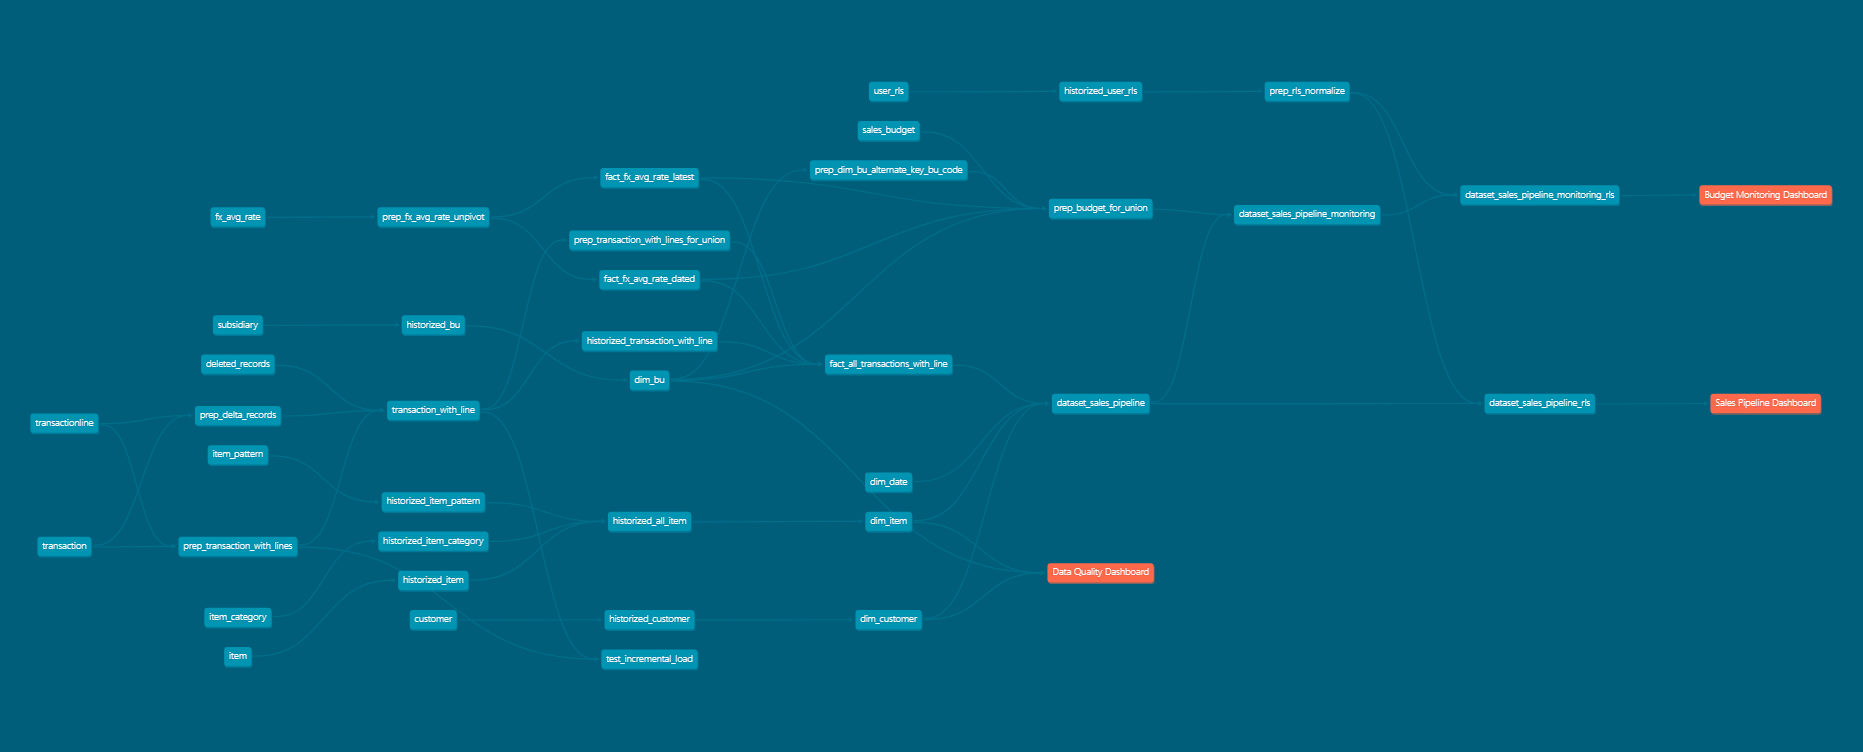 user_rls
historized_user_rls
prep_rls_normalize
sales_budget
prep_dim_bu_alternate_key_bu_code
fact_fx_avg_rate_latest
dataset_sales_pipeline_monitoring_rls
Budget Monitoring Dashboard
prep_budget_for_union
dataset_sales_pipeline_monitoring
fx_avg_rate
prep_fx_avg_rate_unpivot
prep_transaction_with_lines_for_union
fact_fx_avg_rate_dated
subsidiary
historized_bu
historized_transaction_with_line
deleted_records
fact_all_transactions_with_line
dim_bu
dataset_sales_pipeline
dataset_sales_pipeline_rls
Sales Pipeline Dashboard
transaction_with_line
prep_delta_records
transactionline
item_pattern
dim_date
historized_item_pattern
historized_all_item
dim_item
historized_item_category
transaction
prep_transaction_with_lines
Data Quality Dashboard
historized_item
item_category
customer
historized_customer
dim_customer
item
test_incremental_load